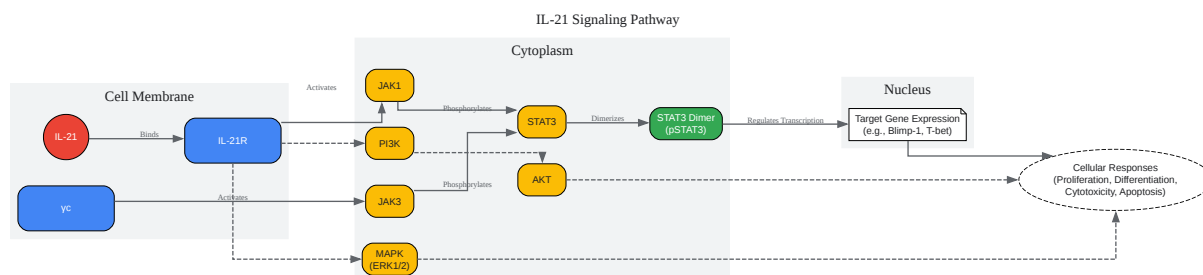 IL-21 Signaling Pathway
Cell Membrane
Cytoplasm
Nucleus
IL-21
Binds
IL-21R
γc
Activates
Activates
JAK1
PI3K
JAK3
MAPK
(ERK1/2)
Phosphorylates
Phosphorylates
STAT3
AKT
Dimerizes
STAT3 Dimer
(pSTAT3)
Regulates Transcription
Target Gene Expression
(e.g., Blimp-1, T-bet)
Cellular Responses
(Proliferation, Differentiation,
Cytotoxicity, Apoptosis)